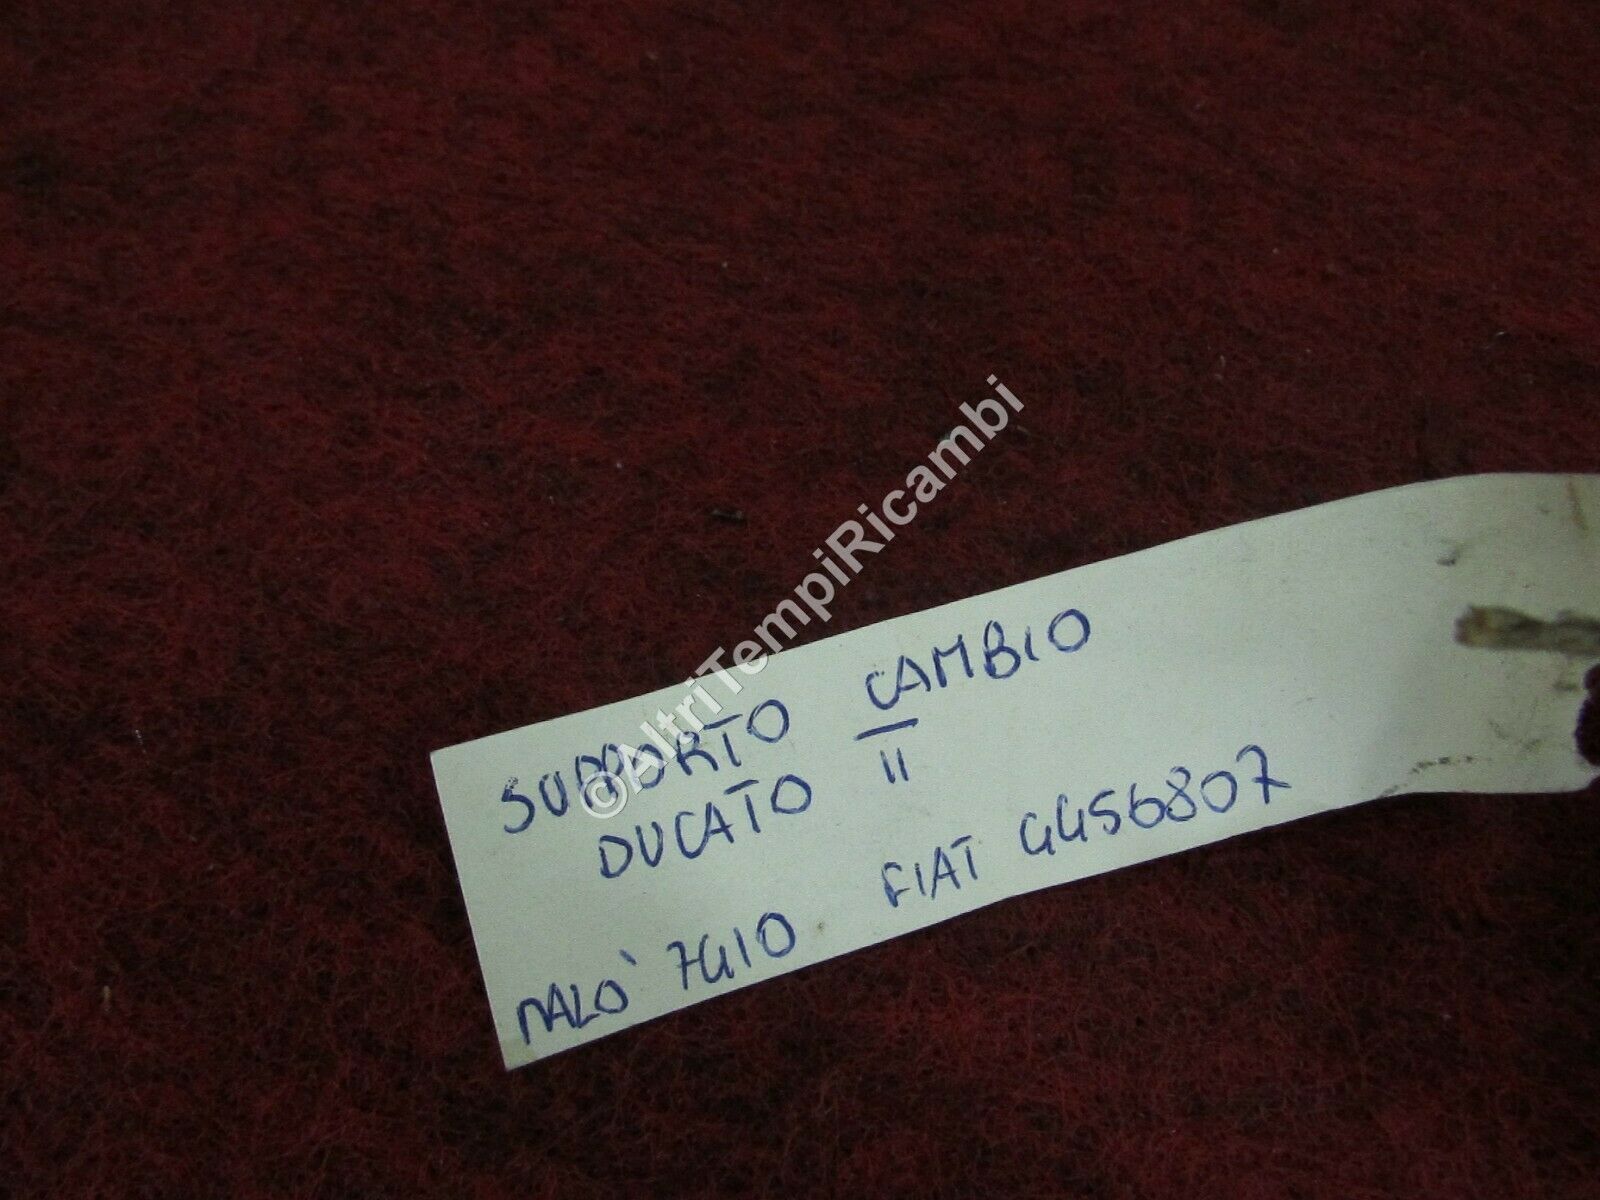 SUPPORTO CAMBIO
DUCATO II
MALO' 7410 FIAT 4456807
©AltriTempiRicambi